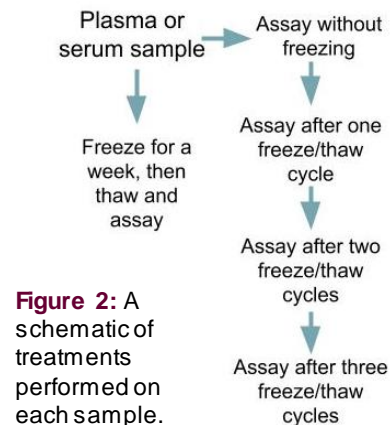 Plasma or
serum sample
Assay without
freezing
Freeze for a
week, then
thaw and
assay
Assay after one
freeze/thaw
cycle
Assay after two
freeze/thaw
cycles
Assay after three
freeze/thaw
cycles
Figure 2: A
schematic of
treatments
performed on
each sample.